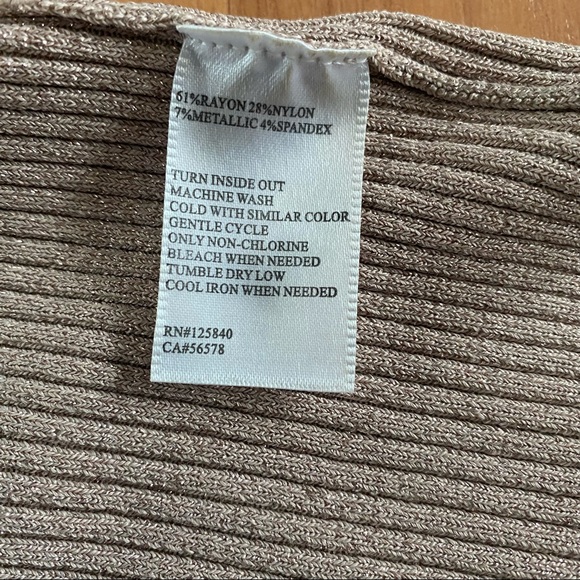 61%RAYON 28%NYLON
7%METALLIC 4%SPANDEX
TURN INSIDE OUT
MACHINE WASH
COLD WITH SIMILAR COLOR
GENTLE CYCLE
ONLY NON-CHLORINE
BLEACH WHEN NEEDED
TUMBLE DRY LOW
COOL IRON WHEN NEEDED
RN#125840
CA#56578